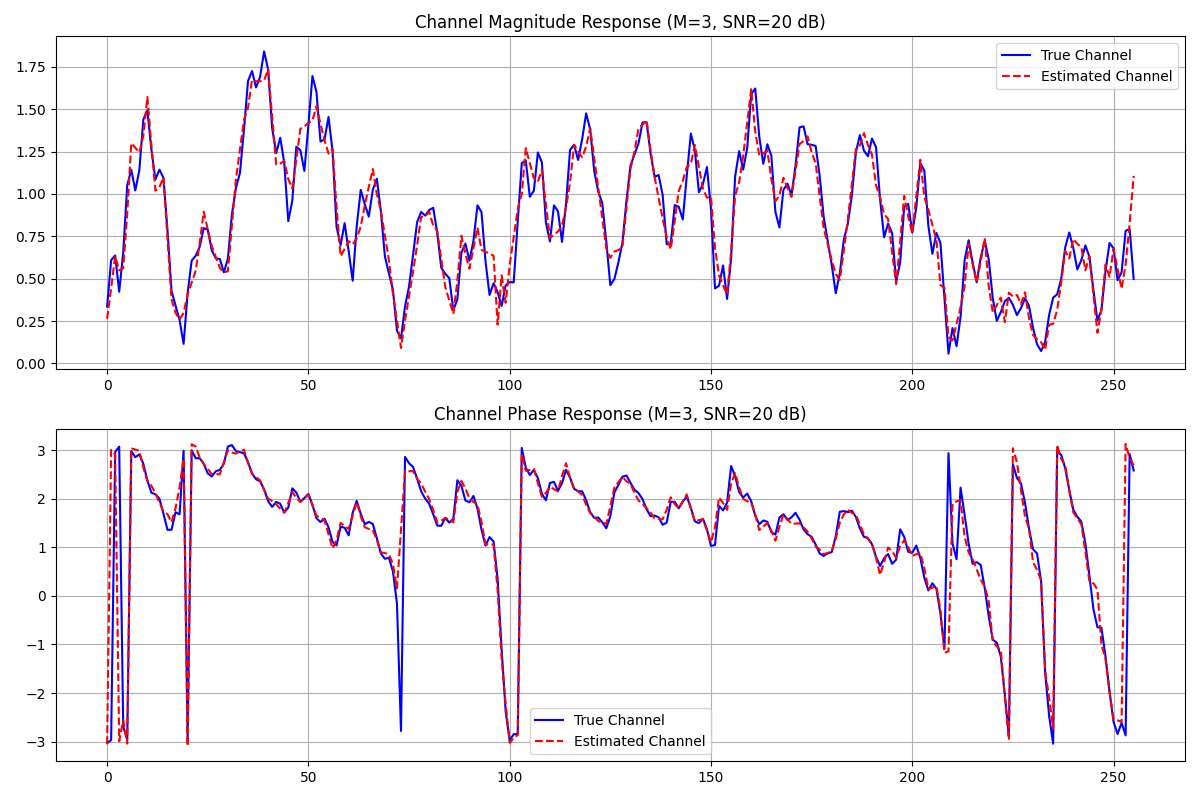 Channel Magnitude Response (M=3, SNR=20 dB)
True Channel
Estimated Channel
1.75
1.50
1.25
1.00
0.75
0.50
0.25
0.00
0 50 100 150 200 250
Channel Phase Response (M=3, SNR=20 dB)
3
2
1
0
−1
−2
−3
True Channel
Estimated Channel
0 50 100 150 200 250